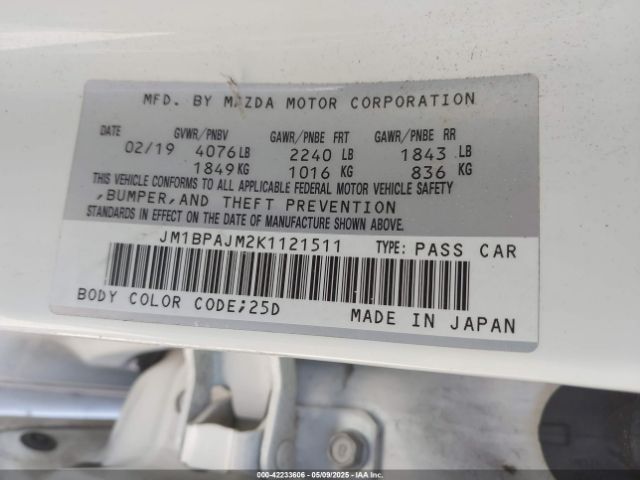 MFD. BY MAZDA MOTOR CORPORATION
DATE GVWR/PNBV GAWR/PNBE FRT GAWR/PNBE RR
02/19 4076LB 2240 LB 1843 LB
1849KG 1016 KG 836 KG
THIS VEHICLE CONFORMS TO ALL APPLICABLE FEDERAL MOTOR VEHICLE SAFETY
,BUMPER,AND THEFT PREVENTION
STANDARDS IN EFFECT ON THE DATE OF MANUFACTURE SHOWN ABOVE.
JM1BPAJM2K1121511 TYPE: PASS CAR
BODY COLOR CODE;25D
MADE IN JAPAN
000-42233606 - 05/09/2025 - IAAI.COM